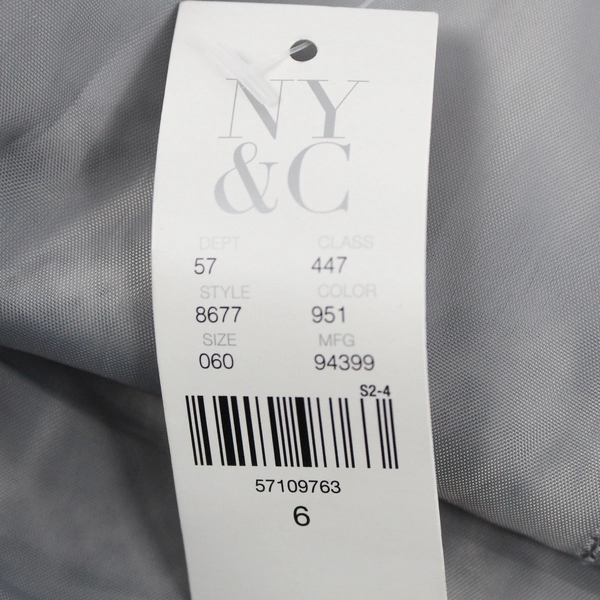 NY
&C
DEPT CLASS
57 447
STYLE COLOR
8677 951
SIZE MFG
060 94399
S2-4
57109763
6